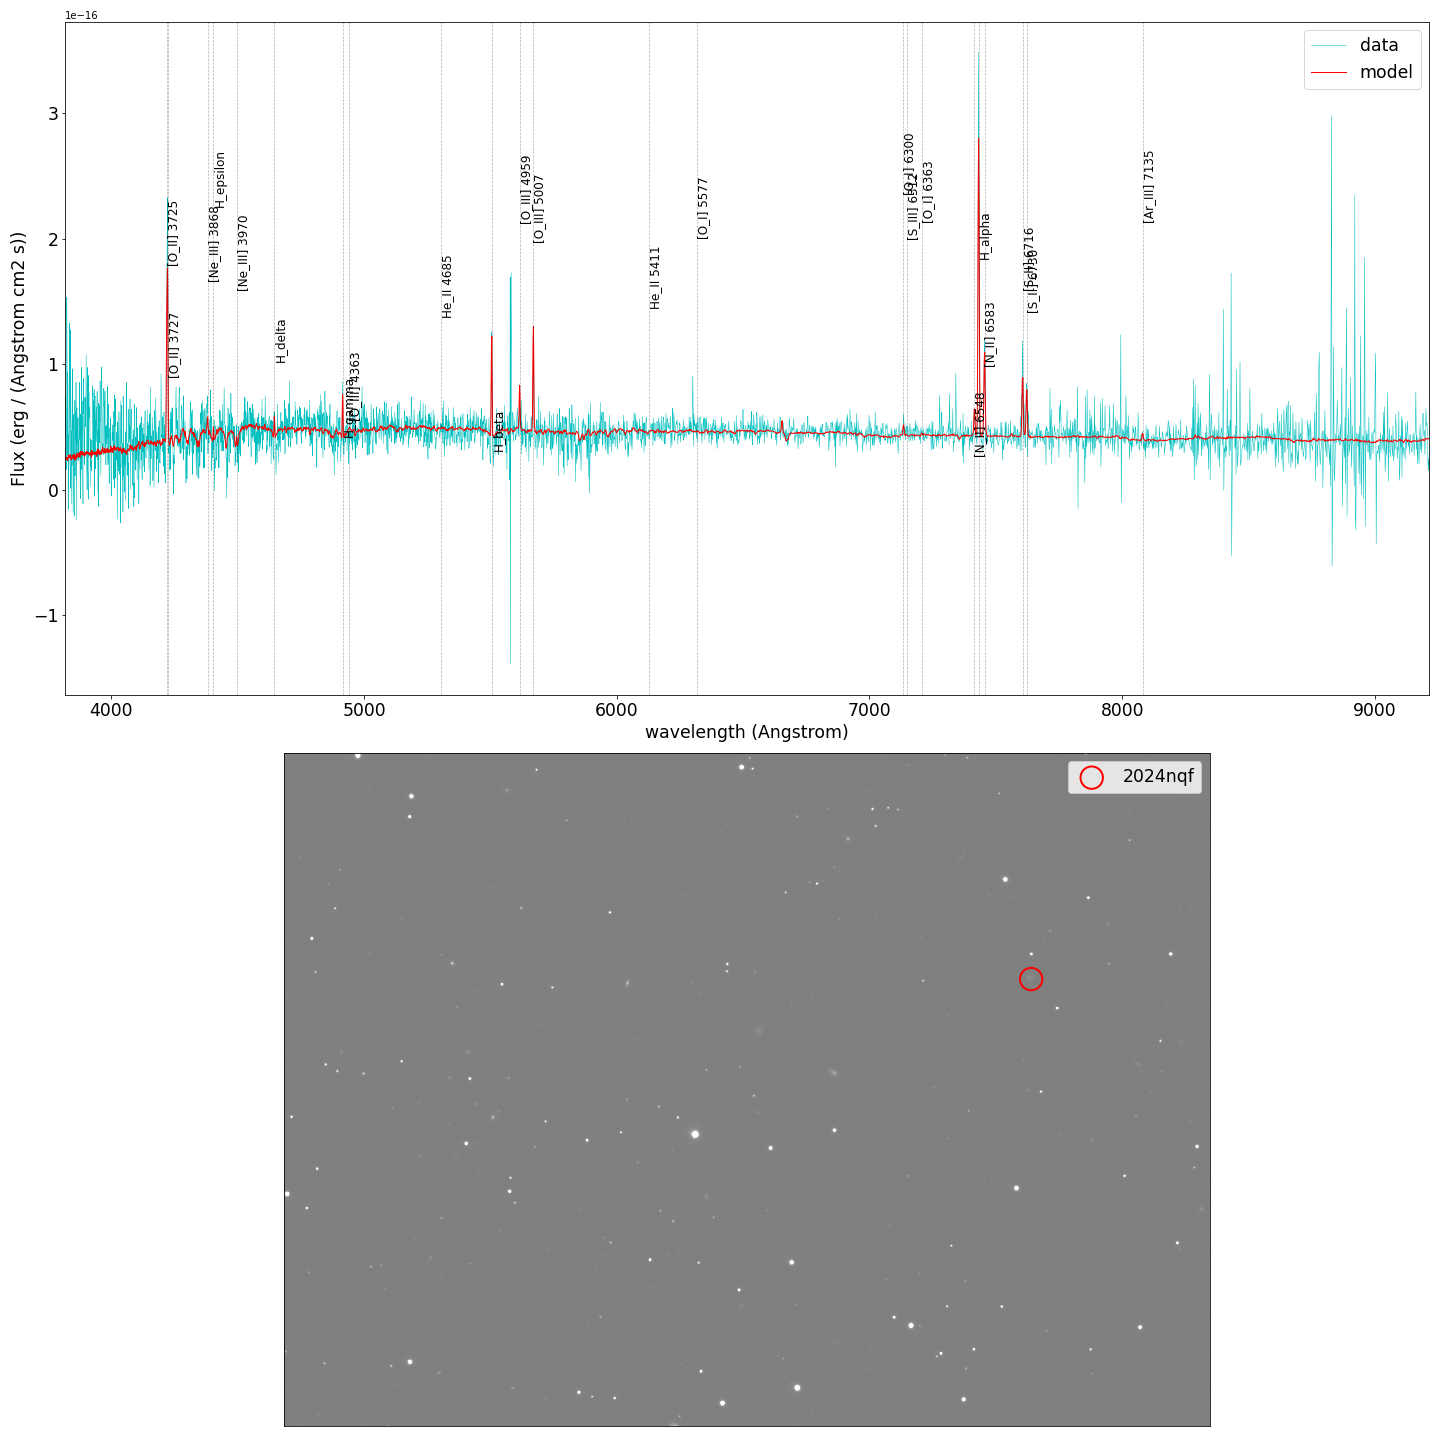 1e−16
data
model
Flux (erg / (Angstrom cm2 s))
3
2
1
0
−1
[O_II] 3725
[O_II] 3727
[Ne_III] 3868
H_epsilon
[Ne_III] 3970
H_delta
H_gamma
[O_III] 4363
He_II 4685
H_beta
[O_III] 4959
[O_III] 5007
[O_I] 5577
He_II 5411
[O_I] 6300
[S_III] 6312
[O_I] 6363
[N_II] 6548
H_alpha
[N_II] 6583
[S_II] 6716
[S_II] 6730
[Ar_III] 7135
4000
5000
6000
7000
8000
9000
wavelength (Angstrom)
2024nqf